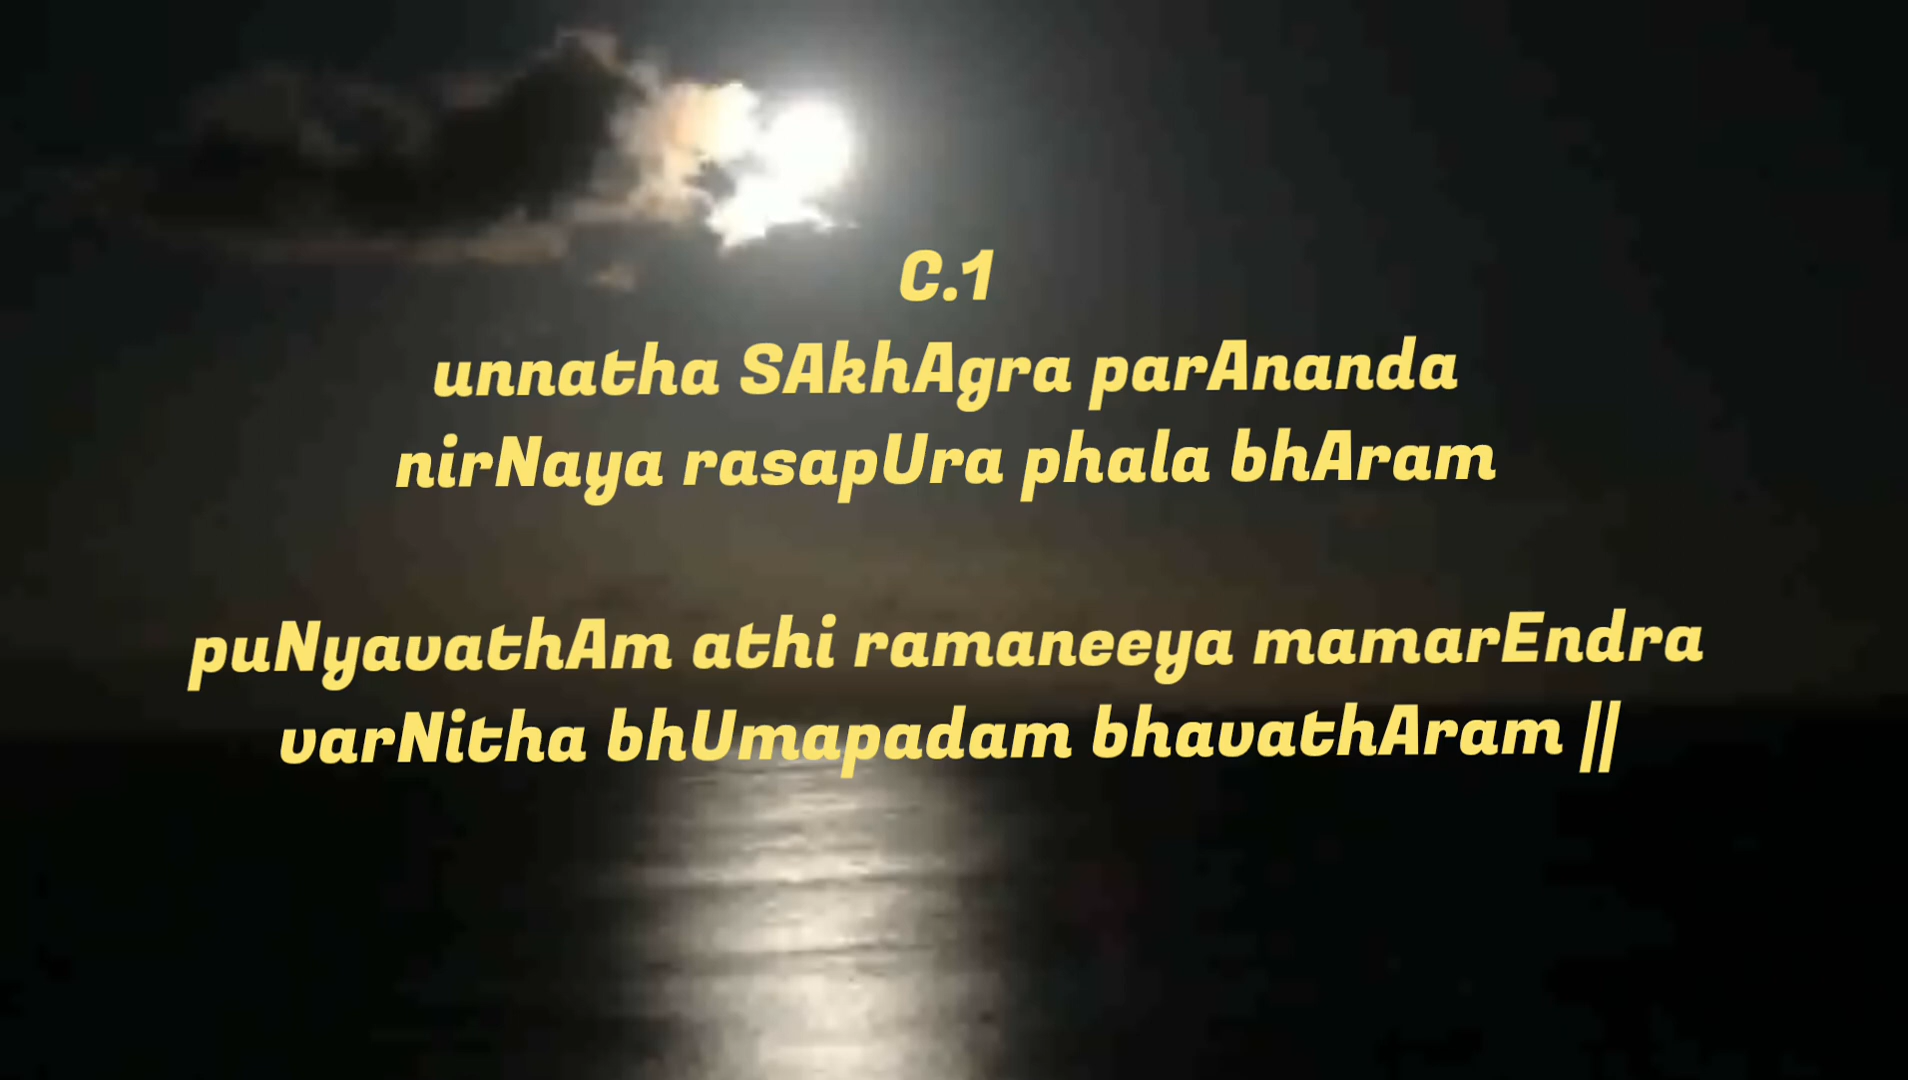 C.1
unnatha SAkhAgra parAnanda
nirNaya rasapUra phala bhAram
puNyavathAm athi ramaneeya mamarEndra
varNitha bhUmapadam bhavathAram ||